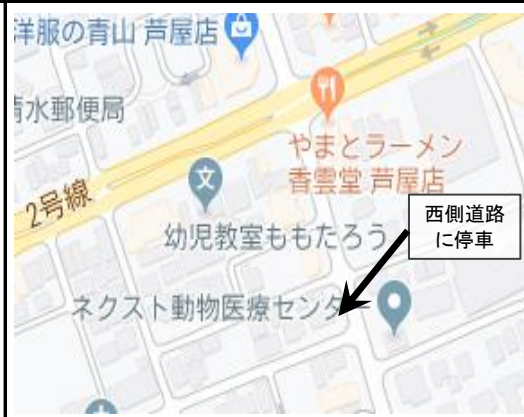 洋服の青山 芦屋店
清水郵便局
やまとラーメン
香雲堂 芦屋店
2号線
西側道路
に停車
幼児教室ももたろう
ネクスト動物医療センター